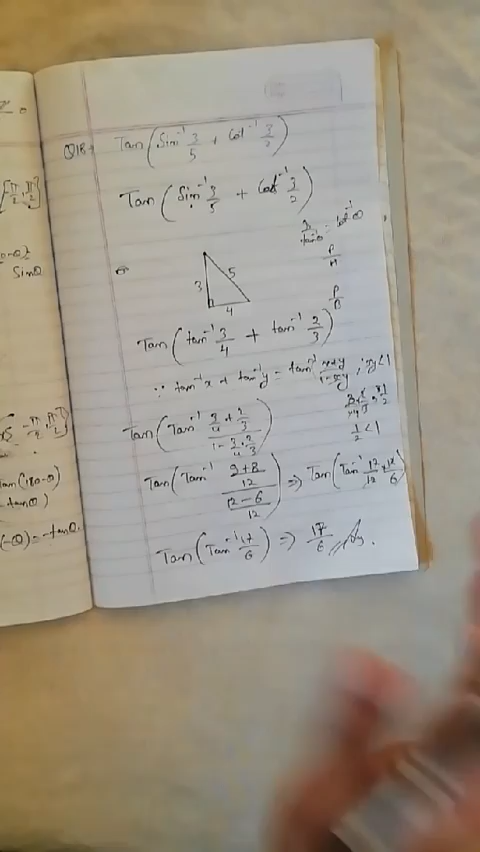 Q18→ Tan(Sin⁻¹ 3/5 + Cot⁻¹ 3/2)
Tan(Sin⁻¹ 3/5 + Cot⁻¹ 3/2)
P/H
3 5 4
P/B
Tan(tan⁻¹ 3/4 + tan⁻¹ 2/3)
∵ tan⁻¹x + tan⁻¹y = tan⁻¹ x+y/1-xy , xy<1
1/2 < 1
Tan(Tan⁻¹ (3/4 + 2/3)/(1 - 3/4 × 2/3))
Tan(Tan⁻¹ ((9+8)/12)/((12-6)/12)) => Tan(Tan⁻¹ 17/12 × 12/6)
Tan(Tan⁻¹ 17/6) => 17/6
Sinθ
tanθ)
(-θ) = -tanθ